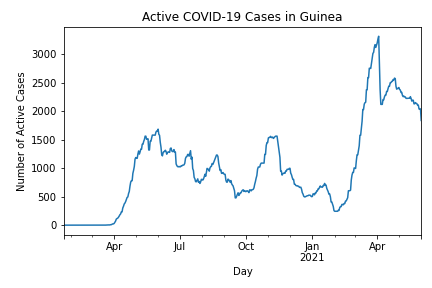 Active COVID-19 Cases in Guinea
Number of Active Cases
3000
2500
2000
1500
1000
500
0
Apr
Jul
Oct
Jan
2021
Apr
Day